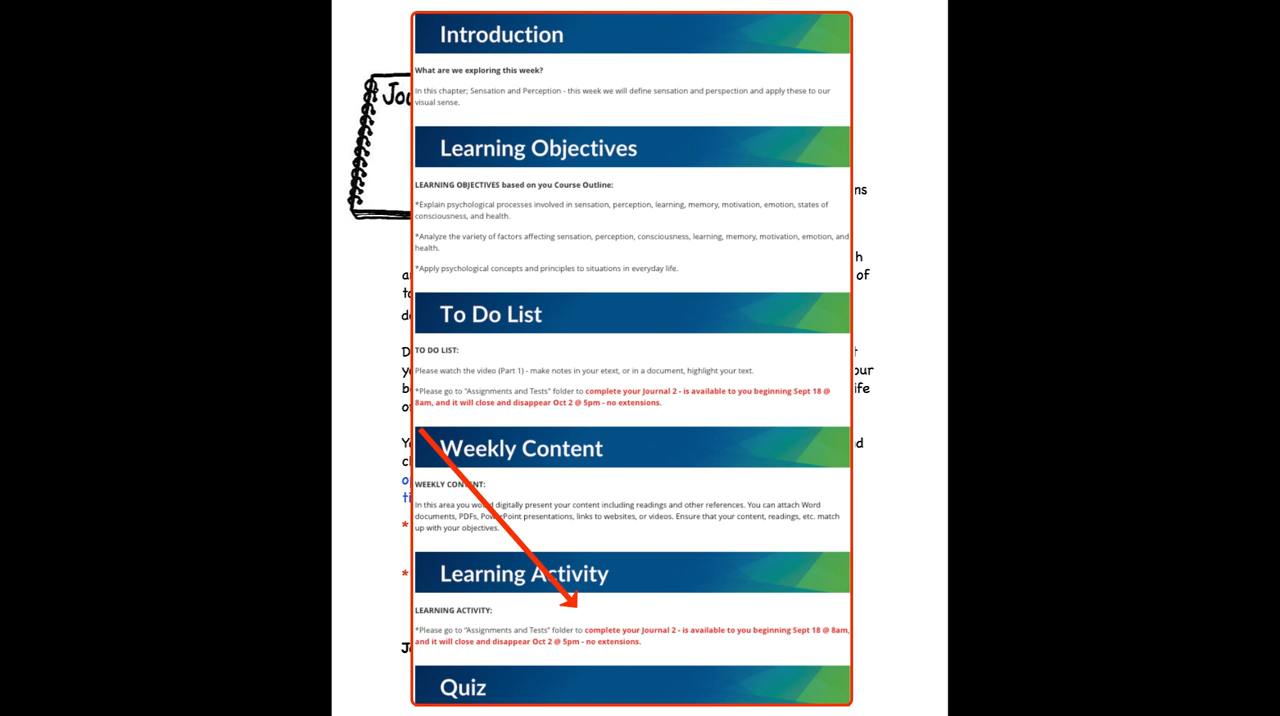 Introduction
What are we exploring this week?
In this chapter; Sensation and Perception - this week we will define sensation and perspection and apply these to our
visual sense.
Learning Objectives
LEARNING OBJECTIVES based on you Course Outline:
*Explain psychological processes involved in sensation, perception, learning, memory, motivation, emotion, states of
consciousness, and health.
*Analyze the variety of factors affecting sensation, perception, consciousness, learning, memory, motivation, emotion, and
health.
*Apply psychological concepts and principles to situations in everyday life.
To Do List
TO DO LIST:
Please watch the video (Part 1) - make notes in your etext, or in a document, highlight your text.
*Please go to "Assignments and Tests" folder to complete your Journal 2 - is available to you beginning Sept 18 @
8am, and it will close and disappear Oct 2 @ 5pm - no extensions.
Weekly Content
WEEKLY CONTENT:
In this area you would digitally present your content including readings and other references. You can attach Word
documents, PDFs, PowerPoint presentations, links to websites, or videos. Ensure that your content, readings, etc. match
up with your objectives.
Learning Activity
LEARNING ACTIVITY:
*Please go to "Assignments and Tests" folder to complete your Journal 2 - is available to you beginning Sept 18 @ 8am,
and it will close and disappear Oct 2 @ 5pm - no extensions.
Quiz